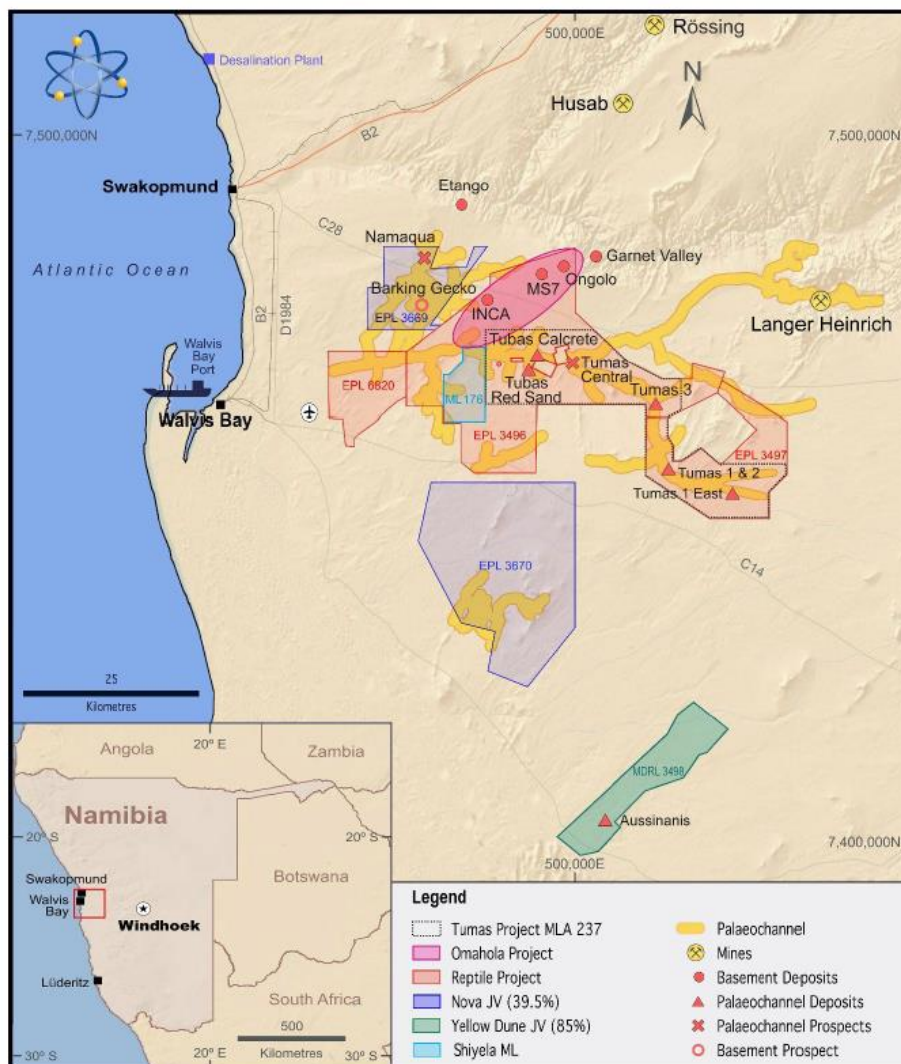 500,000E
Rössing
Desalination Plant
N
Husab
7,500,000N
B2
7,500,000N
Swakopmund
Etango
C28
Namaqua
Garnet Valley
Atlantic Ocean
Ongolo
MS7
Barking Gecko
INCA
EPL 3669
Langer Heinrich
B2
D1984
Walvis
Bay
Port
Tubas Calcrete
Tumas
Central
EPL 6820
Tubas
Red Sand
ML 176
Tumas 3
Walvis Bay
EPL 3496
EPL 3497
Tumas 1 & 2
Tumas 1 East
C14
EPL 3670
25
Kilometres
MDRL 3498
Aussinanis
7,400,000N
500,000E
20° E
Angola
Zambia
Namibia
20° S
20° S
Swakopmund
Walvis
Bay
Botswana
Windhoek
Lüderitz
South Africa
500
Kilometres
30° S
20° E
30° S
Legend
Tumas Project MLA 237
Omahola Project
Reptile Project
Nova JV (39.5%)
Yellow Dune JV (85%)
Shiyela ML
Palaeochannel
Mines
Basement Deposits
Palaeochannel Deposits
Palaeochannel Prospects
Basement Prospect